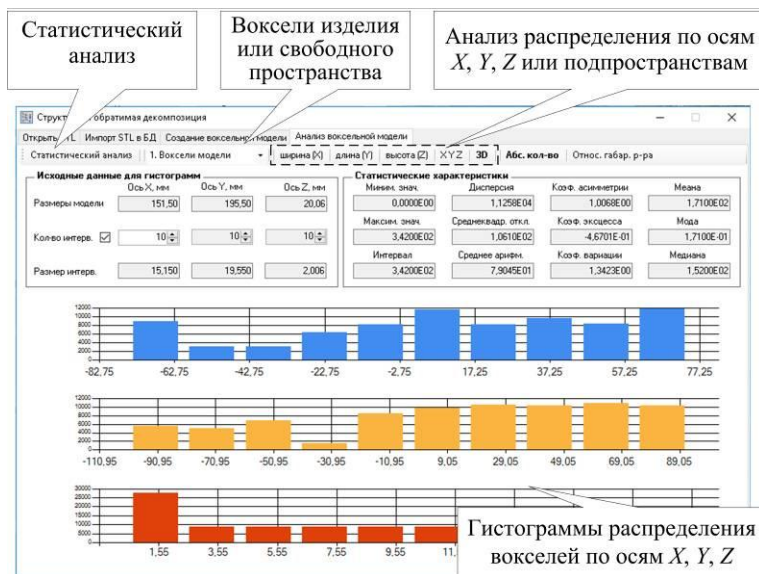 Статистический
анализ
Воксели изделия
или свободного
пространства
Анализ распределения по осям
X, Y, Z или подпространствам
обратимая декомпозиция
Импорт STL в БД Создание воксельной модели Анализ воксельной модели
Статистический анализ 1. Воксели модели ширина (X) длина (Y) высота (Z) X Y Z 3D Абс. кол-во Относ. габар. р-ра
Исходные данные для гистограмм
Ось X, мм Ось Y, мм Ось Z, мм
Размеры модели 151,50 195,50 20,06
Кол-во интерв. 10 10 10
Размер интерв. 15,150 19,550 2,006
Статистические характеристики
Миним. знач. Дисперсия Коэф. асимметрии Меана
0,0000E00 1,1258E04 1,0068E00 1,7100E02
Максим. знач. Среднеквадр. откл. Коэф. эксцесса Мода
3,4200E02 1,0610E02 -4,6701E-01 1,7100E-01
Интервал Среднее арифм. Коэф. вариации Медиана
3,4200E02 7,9045E01 1,3423E00 1,5200E02
12000
10000
8000
6000
4000
2000
0
-82,75 -62,75 -42,75 -22,75 -2,75 17,25 37,25 57,25 77,25
12000
10000
8000
6000
4000
2000
0
-110,95 -90,95 -70,95 -50,95 -30,95 -10,95 9,05 29,05 49,05 69,05 89,05
30000
25000
20000
15000
10000
5000
0
1,55 3,55 5,55 7,55 9,55 11,
Гистограммы распределения
вокселей по осям X, Y, Z